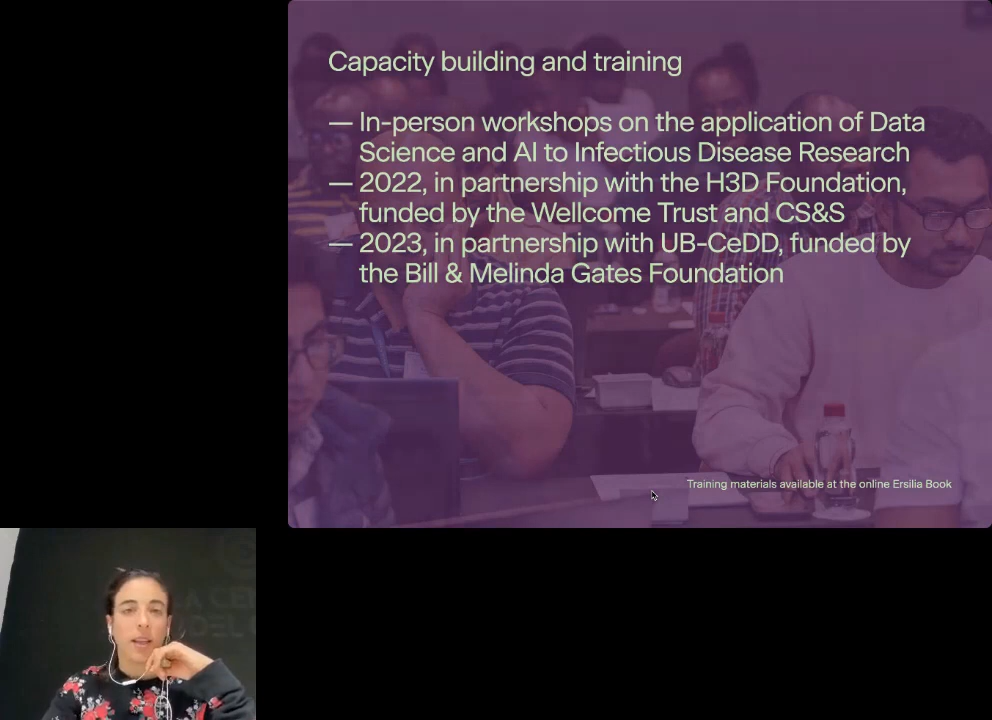 Capacity building and training
— In-person workshops on the application of Data
Science and AI to Infectious Disease Research
— 2022, in partnership with the H3D Foundation,
funded by the Wellcome Trust and CS&S
— 2023, in partnership with UB-CeDD, funded by
the Bill & Melinda Gates Foundation
Training materials available at the online Ersilia Book